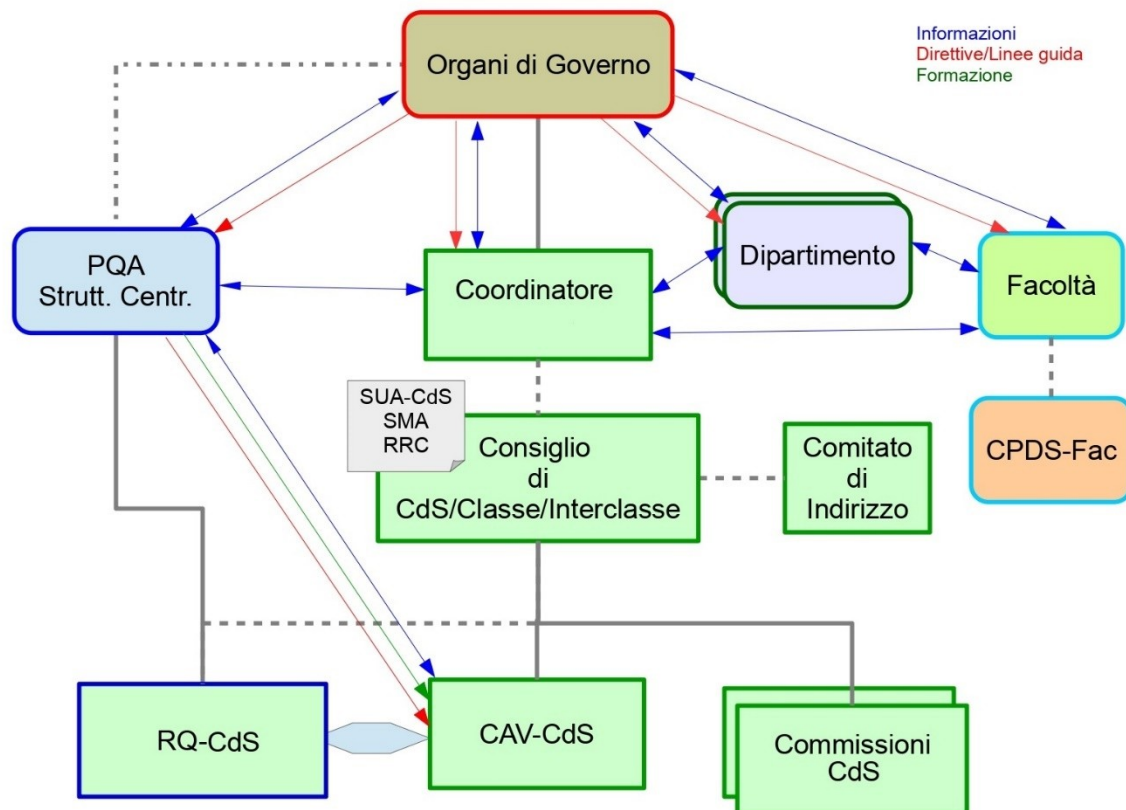 Organi di Governo
Informazioni
Direttive/Linee guida
Formazione
PQA
Strutt. Centr.
Coordinatore
Dipartimento
Facoltà
SUA-CdS
SMA
RRC
Consiglio
di
CdS/Classe/Interclasse
Comitato
di
Indirizzo
CPDS-Fac
RQ-CdS
CAV-CdS
Commissioni
CdS